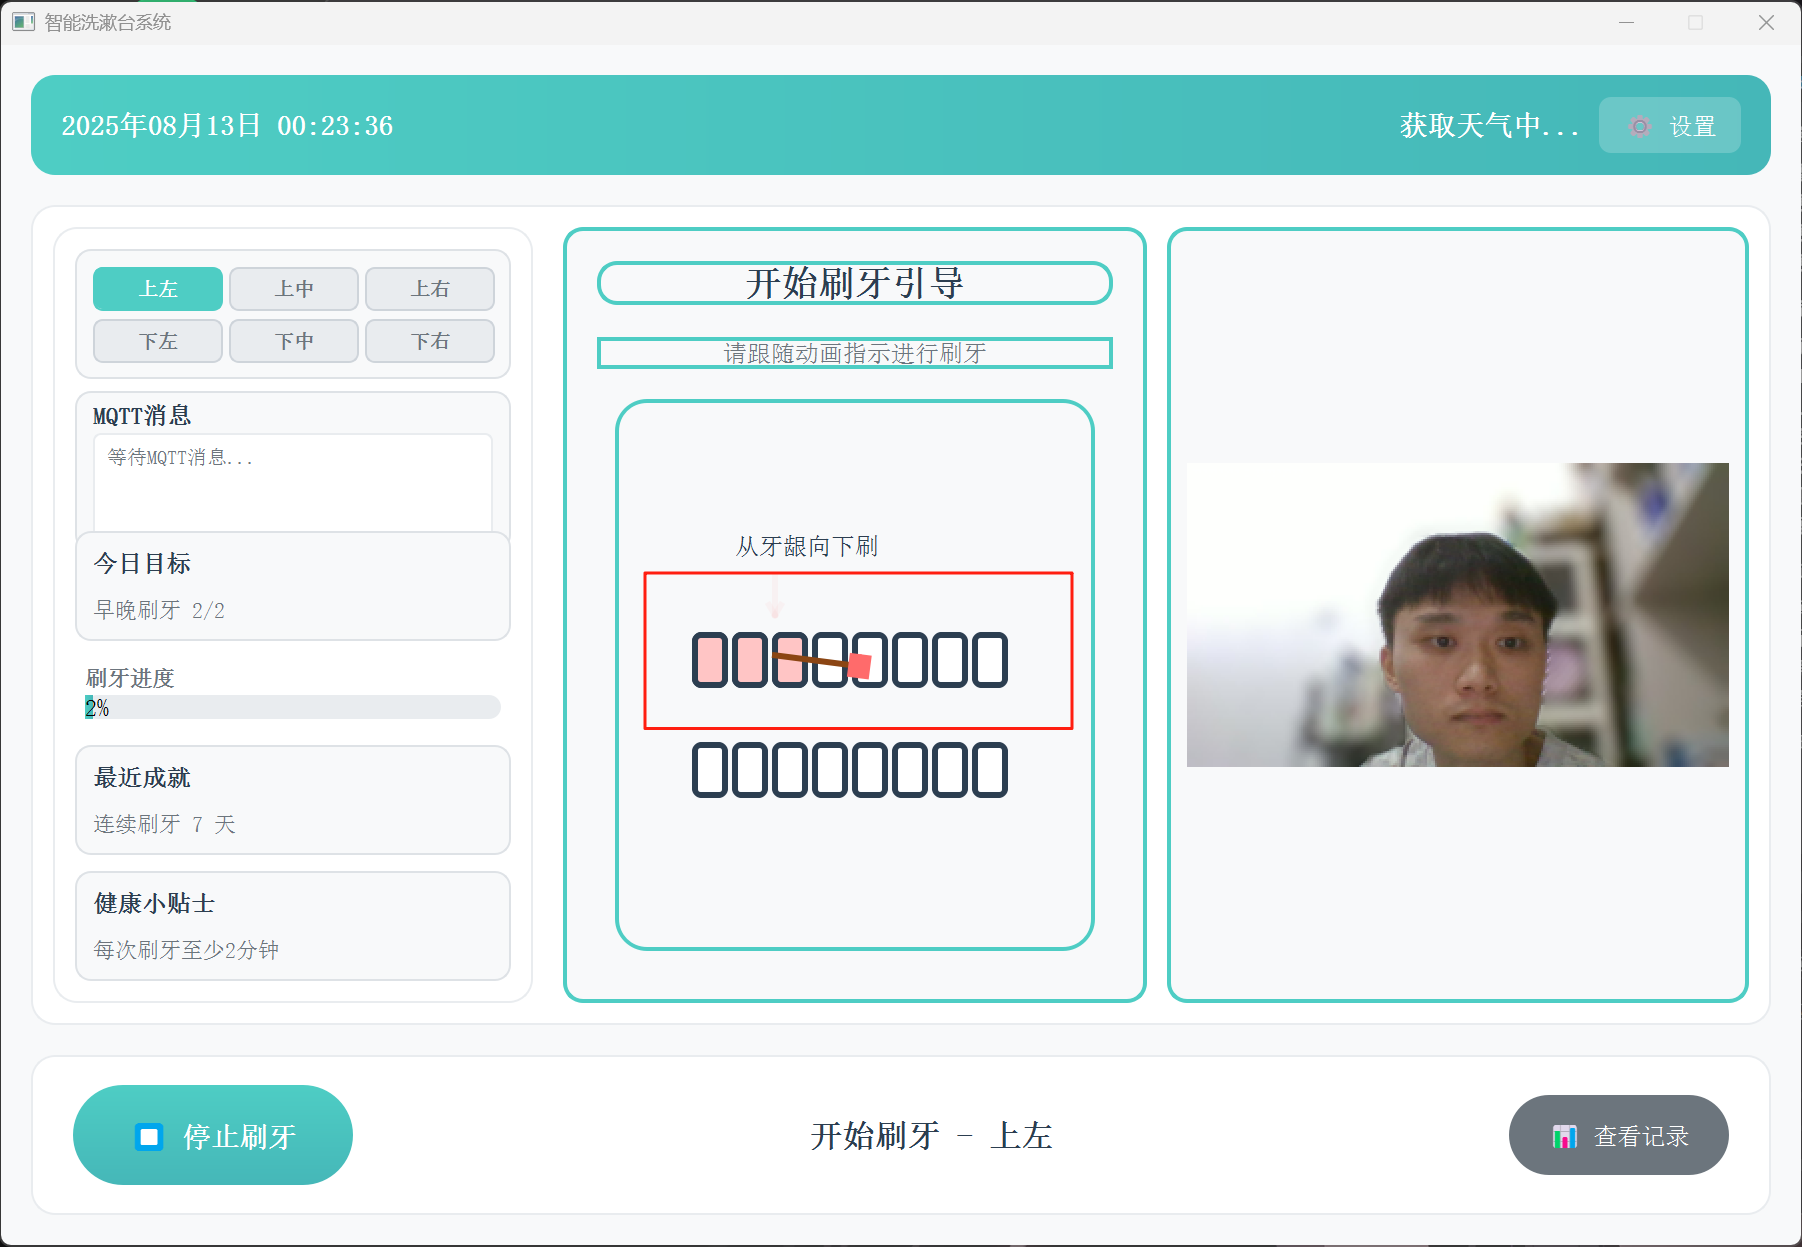 智能洗漱台系统
2025年08月13日 00:23:36
获取天气中...
设置
上左
上中
上右
下左
下中
下右
MQTT消息
等待MQTT消息...
今日目标
早晚刷牙 2/2
刷牙进度
2%
最近成就
连续刷牙 7 天
健康小贴士
每次刷牙至少2分钟
开始刷牙引导
请跟随动画指示进行刷牙
从牙龈向下刷
停止刷牙
开始刷牙 - 上左
查看记录